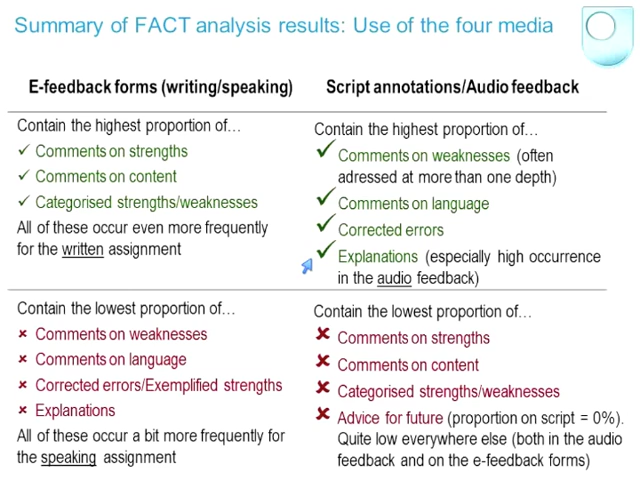 Summary of FACT analysis results: Use of the four media
E-feedback forms (writing/speaking)
Contain the highest proportion of…
✓ Comments on strengths
✓ Comments on content
✓ Categorised strengths/weaknesses
All of these occur even more frequently
for the written assignment
Script annotations/Audio feedback
Contain the highest proportion of…
✓ Comments on weaknesses (often
adressed at more than one depth)
✓ Comments on language
✓ Corrected errors
✓ Explanations (especially high occurrence
in the audio feedback)
Contain the lowest proportion of…
✗ Comments on weaknesses
✗ Comments on language
✗ Corrected errors/Exemplified strengths
✗ Explanations
All of these occur a bit more frequently for
the speaking assignment
Contain the lowest proportion of…
✗ Comments on strengths
✗ Comments on content
✗ Categorised strengths/weaknesses
✗ Advice for future (proportion on script = 0%).
Quite low everywhere else (both in the audio
feedback and on the e-feedback forms)